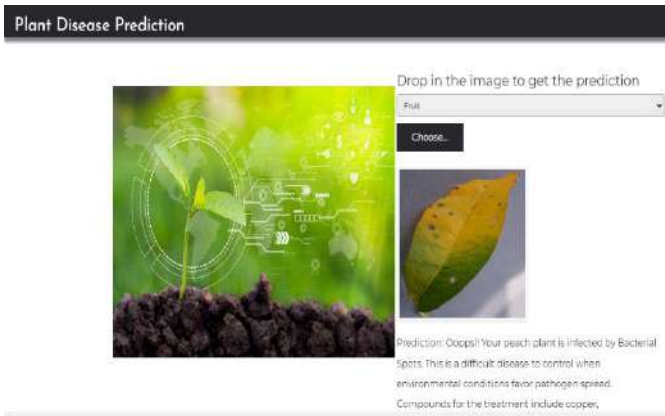 Plant Disease Prediction
Drop in the image to get the prediction
Fruit
Choose...
Prediction: Ooopps!! Your peach plant is infected by Bacterial
Spots. This is a difficult disease to control when
environmental conditions favor pathogen spread.
Compounds for the treatment include copper,